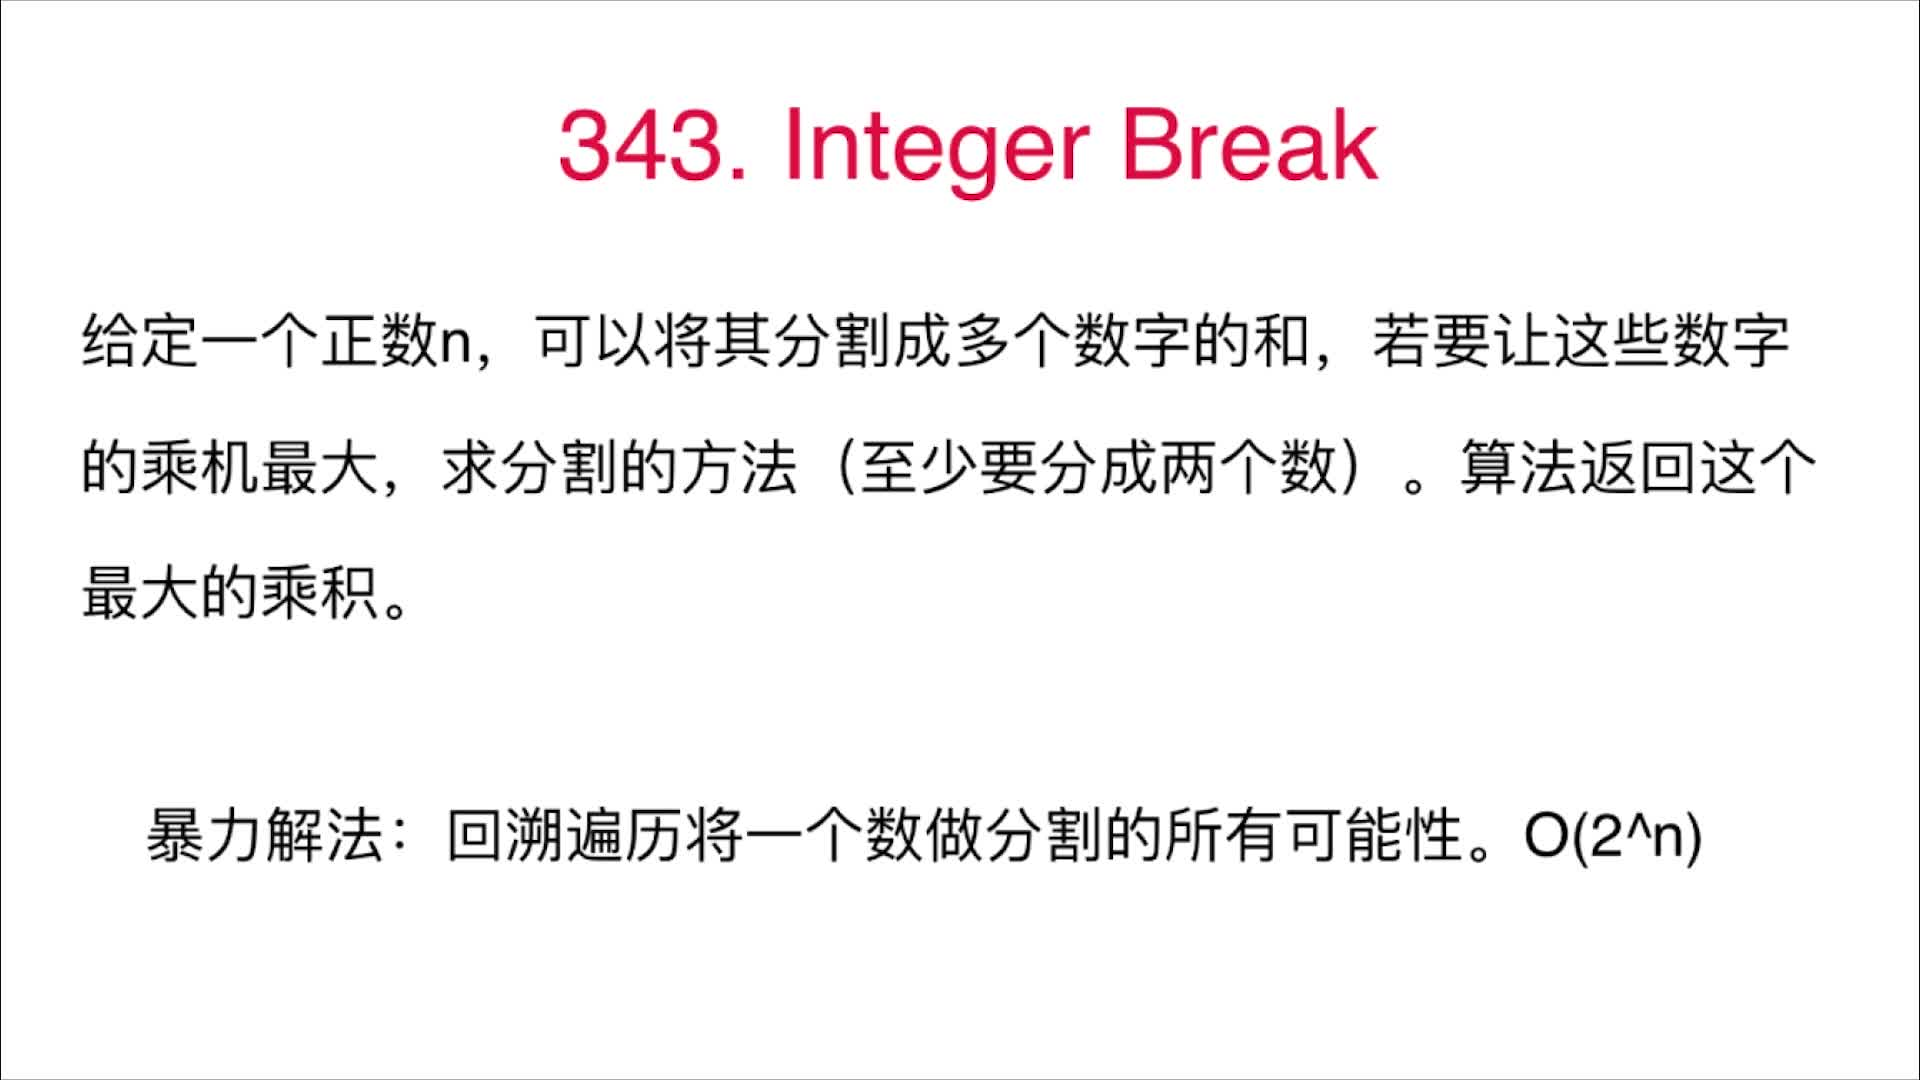 343. Integer Break
给定一个正数n，可以将其分割成多个数字的和，若要让这些数字
的乘机最大，求分割的方法（至少要分成两个数）。算法返回这个
最大的乘积。
暴力解法：回溯遍历将一个数做分割的所有可能性。O(2^n)